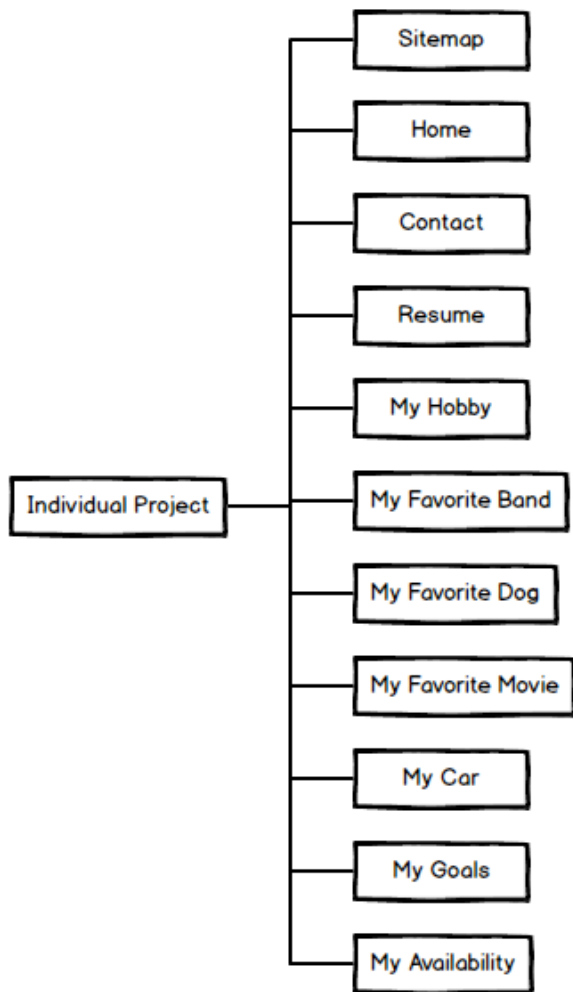 Sitemap
Home
Contact
Resume
My Hobby
Individual Project
My Favorite Band
My Favorite Dog
My Favorite Movie
My Car
My Goals
My Availability